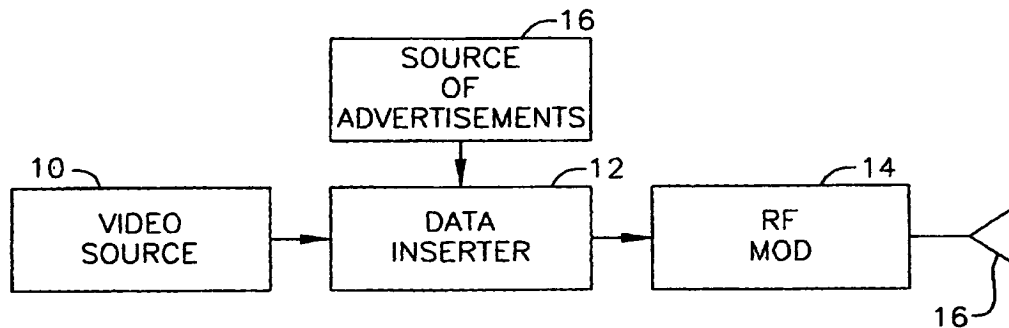 16
SOURCE
OF
ADVERTISEMENTS
10
VIDEO
SOURCE
12
DATA
INSERTER
14
RF
MOD
16